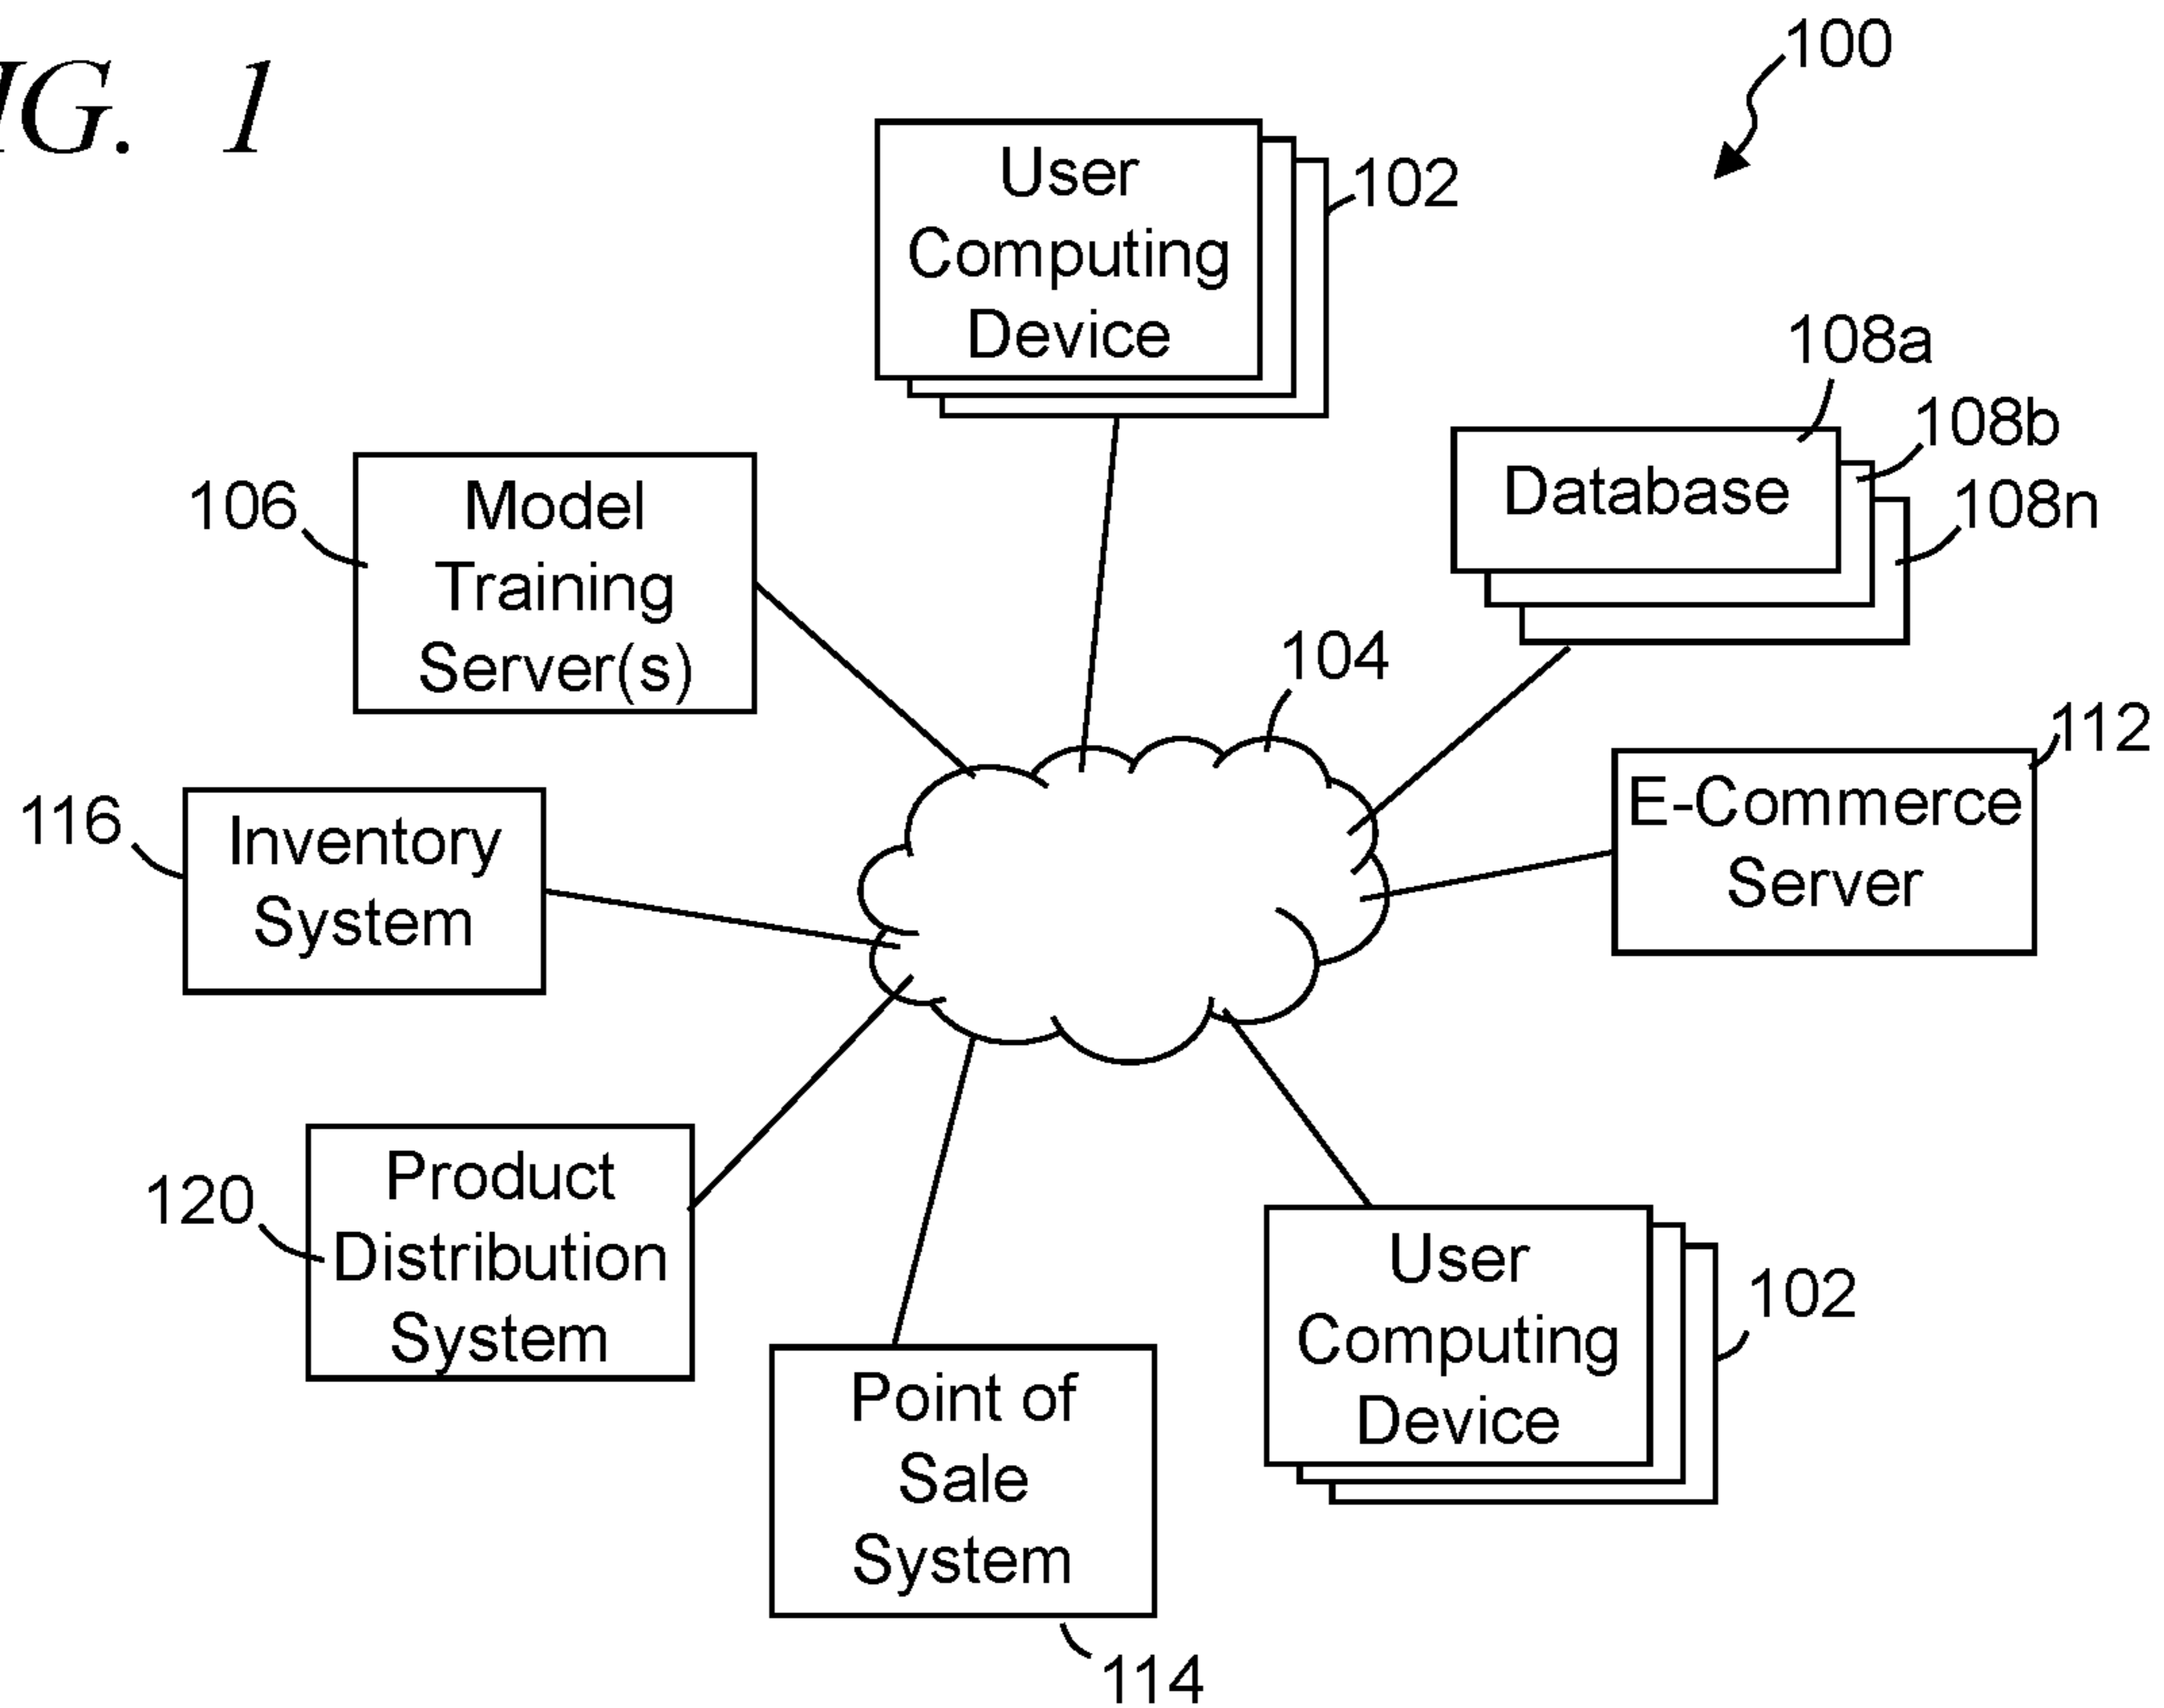 IG. 1
100
User
Computing
Device
102
108a
108b
108n
Database
106
Model
Training
Server(s)
104
112
E-Commerce
Server
116
Inventory
System
120
Product
Distribution
System
Point of
Sale
System
114
User
Computing
Device
102